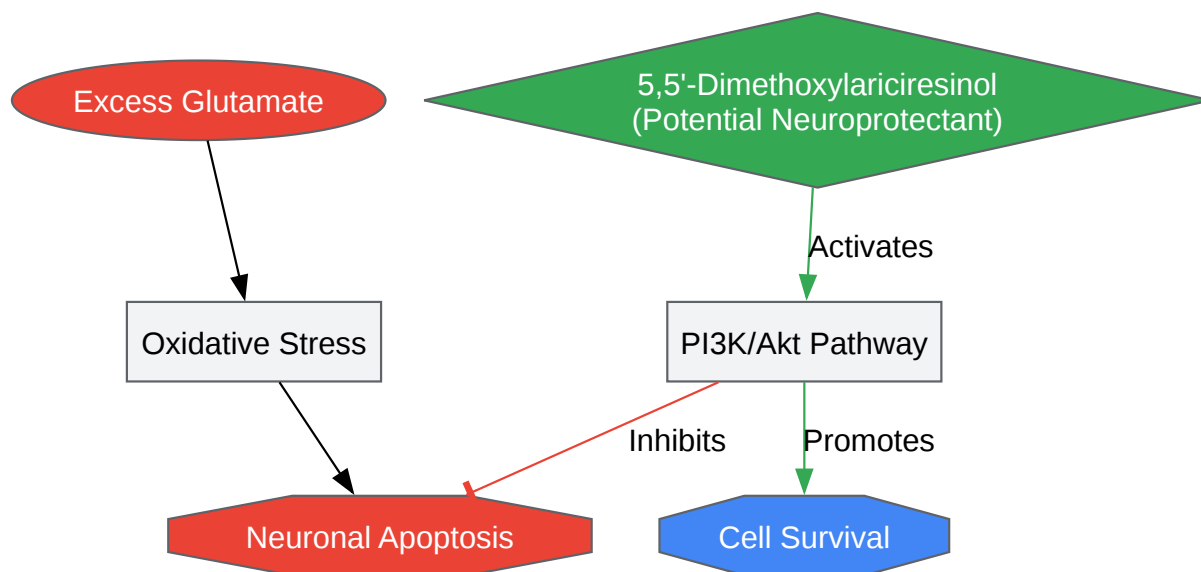 Excess Glutamate
5,5'-Dimethoxylariciresinol
(Potential Neuroprotectant)
Activates
Oxidative Stress
PI3K/Akt Pathway
Inhibits
Promotes
Neuronal Apoptosis
Cell Survival